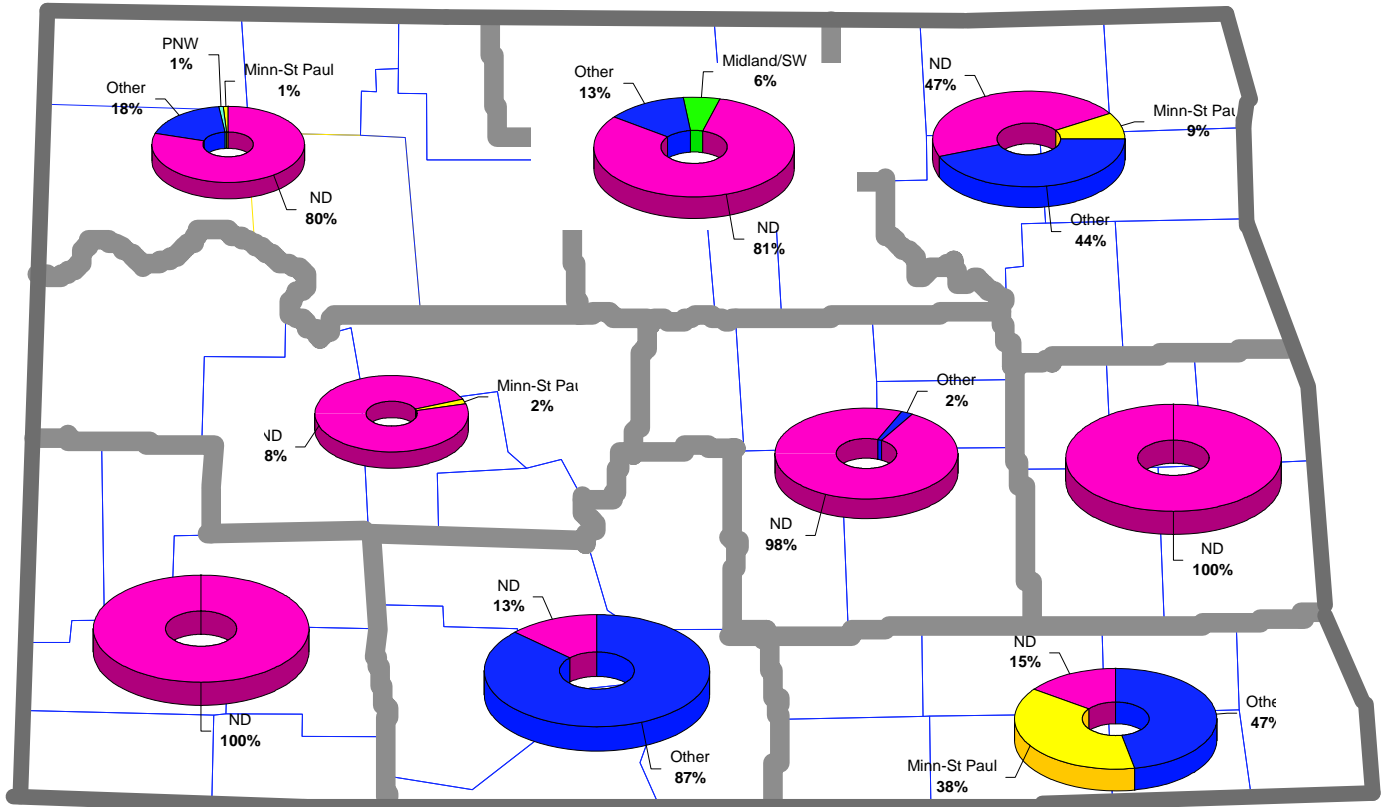 PNW
1%
Minn-St Paul
1%
Other
18%
ND
80%
Other
13%
Midland/SW
6%
ND
81%
ND
47%
Minn-St Pau
9%
Other
44%
Minn-St Pau
2%
ND
8%
Other
2%
ND
98%
ND
100%
ND
100%
ND
13%
Other
87%
ND
15%
Othe
47%
Minn-St Paul
38%